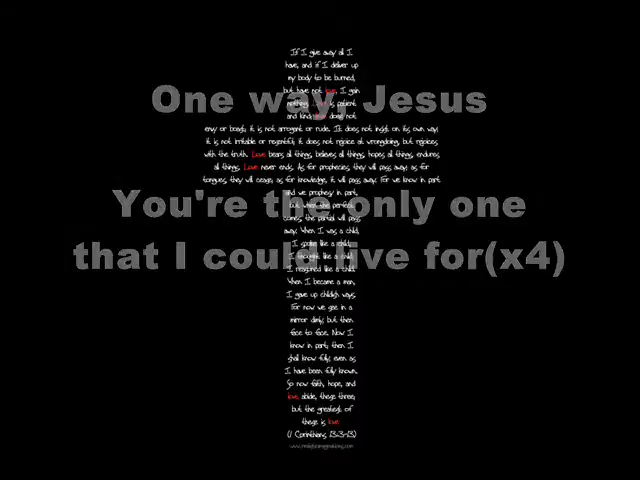 If I give away all I
have, and if I deliver up
my body to be burned,
but have not love, I gain
nothing. is patient
One way, Jesus
and kind; does not
envy or boast; it is not arrogant or rude. It does not insist on its own way;
it is not irritable or resentful; it does not rejoice at wrongdoing, but rejoices
with the truth. Love bears all things, believes all things, hopes all things, endures
all things. Love never ends. As for prophecies, they will pass away; as for
tongues, they will cease; as for knowledge, it will pass away. For we know in part
and we prophesy in part,
but when the perfect
You're the only one
comes, the partial will pass
away. When I was a child,
I spoke like a child,
I thought like a child,
that I could live for(x4)
I reasoned like a child.
When I became a man,
I gave up childish ways.
For now we see in a
mirror dimly, but then
face to face. Now I
know in part; then I
shall know fully, even as
I have been fully known.
So now faith, hope, and
love abide, these three;
but the greatest of
these is love
(1 Corinthians 13:3-13)